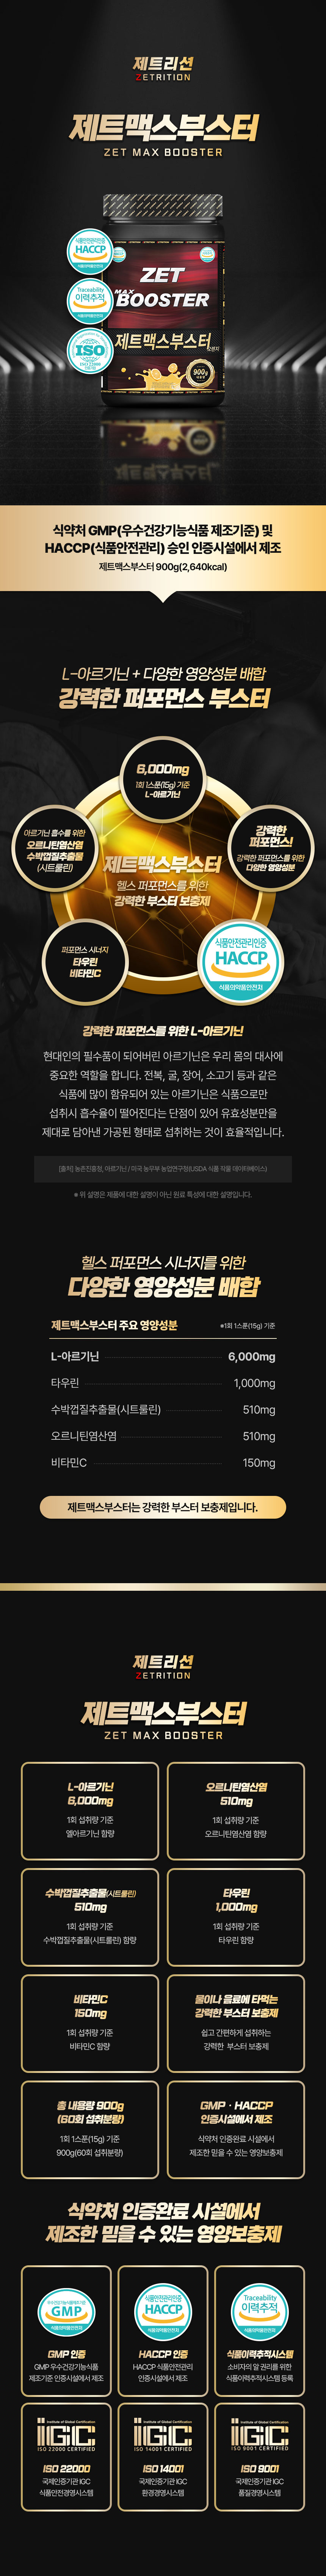 제트리션
ZETRITION
제트맥스부스터
ZET MAX BOOSTER
식품안전관리인증
HACCP
식품의약품안전처
Traceability
이력추적
식품의약품안전처
ISO
ZET
MAX
BOOSTER
제트맥스부스터
오렌지
900g
식약처 GMP(우수건강기능식품 제조기준) 및
HACCP(식품안전관리) 승인 인증시설에서 제조
제트맥스부스터 900g(2,640kcal)
L-아르기닌 + 다양한 영양성분 배합
강력한 퍼포먼스 부스터
6,000mg
1회 1스푼(15g) 기준
L-아르기닌
아르기닌 흡수를 위한
오르니틴염산염
수박껍질추출물
(시트룰린)
강력한
퍼포먼스!
강력한 퍼포먼스를 위한
다양한 영양성분
제트맥스부스터
헬스 퍼포먼스를 위한
강력한 부스터 보충제
퍼포먼스 시너지
타우린
비타민C
식품안전관리인증
HACCP
식품의약품안전처
강력한 퍼포먼스를 위한 L-아르기닌
현대인의 필수품이 되어버린 아르기닌은 우리 몸의 대사에
중요한 역할을 합니다. 전복, 굴, 장어, 소고기 등과 같은
식품에 많이 함유되어 있는 아르기닌은 식품으로만
섭취시 흡수율이 떨어진다는 단점이 있어 유효성분만을
제대로 담아낸 가공된 형태로 섭취하는 것이 효율적입니다.
[출처] 농촌진흥청, 아르기닌 / 미국 농무부 농업연구청(USDA 식품 작물 데이터베이스)
※ 위 설명은 제품에 대한 설명이 아닌 원료 특성에 대한 설명입니다.
헬스 퍼포먼스 시너지를 위한
다양한 영양성분 배합
제트맥스부스터 주요 영양성분
※1회 1스푼(15g) 기준
L-아르기닌 6,000mg
타우린 1,000mg
수박껍질추출물(시트룰린) 510mg
오르니틴염산염 510mg
비타민C 150mg
제트맥스부스터는 강력한 부스터 보충제입니다.
제트리션
ZETRITION
제트맥스부스터
ZET MAX BOOSTER
L-아르기닌
6,000mg
1회 섭취량 기준
엘아르기닌 함량
오르니틴염산염
510mg
1회 섭취량 기준
오르니틴염산염 함량
수박껍질추출물(시트룰린)
510mg
1회 섭취량 기준
수박껍질추출물(시트룰린) 함량
타우린
1,000mg
1회 섭취량 기준
타우린 함량
비타민C
150mg
1회 섭취량 기준
비타민C 함량
물이나 음료에 타먹는
강력한 부스터 보충제
쉽고 간편하게 섭취하는
강력한 부스터 보충제
총 내용량 900g
(60회 섭취분량)
1회 1스푼(15g) 기준
900g(60회 섭취분량)
GMP · HACCP
인증시설에서 제조
식약처 인증완료 시설에서
제조한 믿을 수 있는 영양보충제
식약처 인증완료 시설에서
제조한 믿을 수 있는 영양보충제
GMP
식품의약품안전처
GMP 인증
GMP 우수건강기능식품
제조기준 인증시설에서 제조
식품안전관리인증
HACCP
식품의약품안전처
HACCP 인증
HACCP 식품안전관리
인증시설에서 제조
Traceability
이력추적
식품의약품안전처
식품이력추적시스템
소비자의 알 권리를 위한
식품이력추적시스템 등록
Institute of Global Certification
IGC
ISO 22000 CERTIFIED
ISO 22000
국제인증기관 IGC
식품안전경영시스템
Institute of Global Certification
IGC
ISO 14001 CERTIFIED
ISO 14001
국제인증기관 IGC
환경경영시스템
Institute of Global Certification
IGC
ISO 9001 CERTIFIED
ISO 9001
국제인증기관 IGC
품질경영시스템